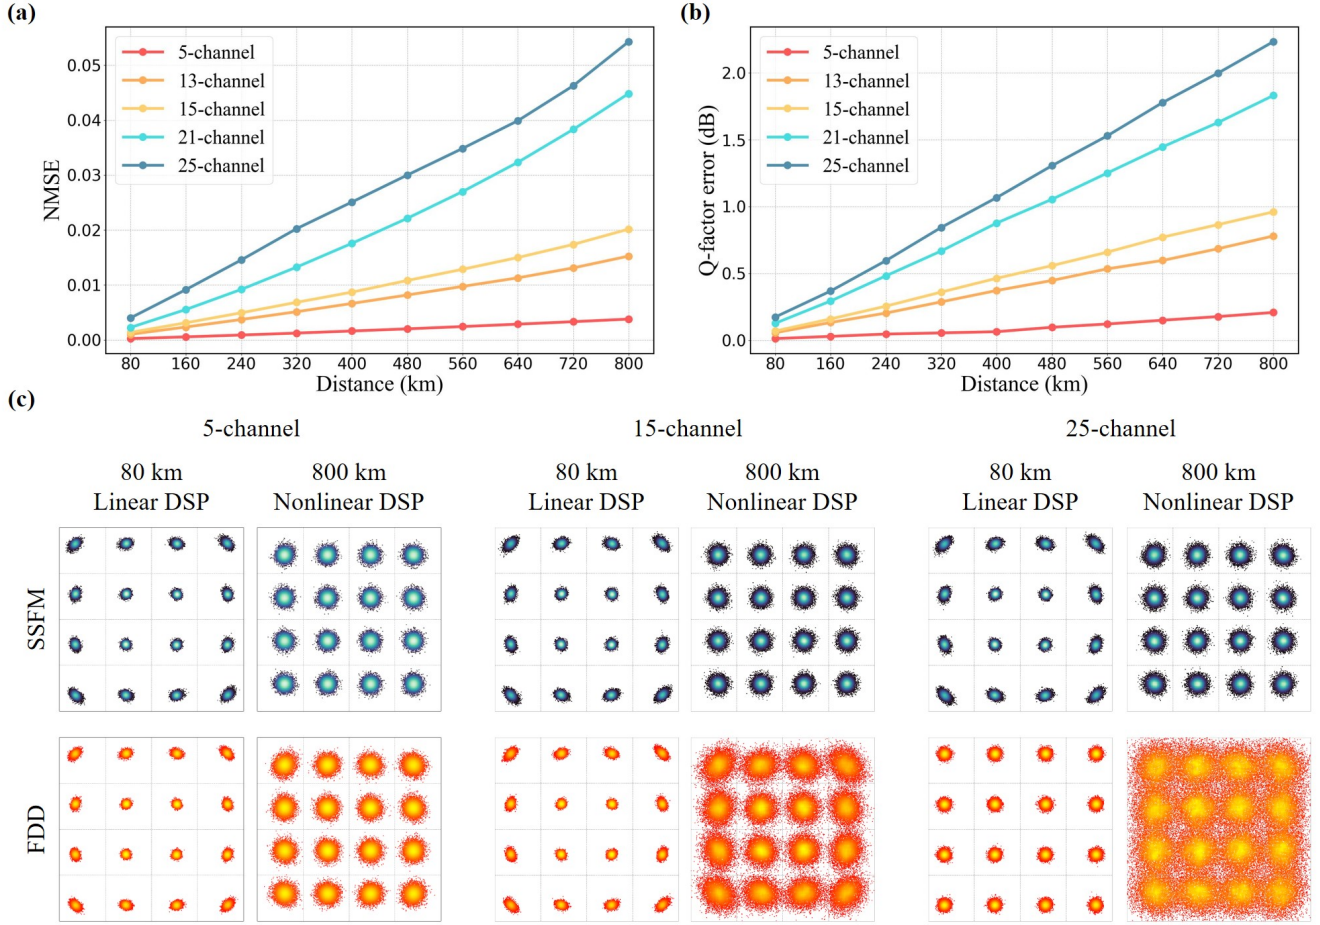 (a)
5-channel
13-channel
15-channel
21-channel
25-channel
NMSE
0.05
0.04
0.03
0.02
0.01
0.00
80 160 240 320 400 480 560 640 720 800
Distance (km)
(b)
5-channel
13-channel
15-channel
21-channel
25-channel
Q-factor error (dB)
2.0
1.5
1.0
0.5
0.0
80 160 240 320 400 480 560 640 720 800
Distance (km)
(c)
5-channel 15-channel 25-channel
80 km 800 km 80 km 800 km 80 km 800 km
Linear DSP Nonlinear DSP Linear DSP Nonlinear DSP Linear DSP Nonlinear DSP
SSFM
FDD